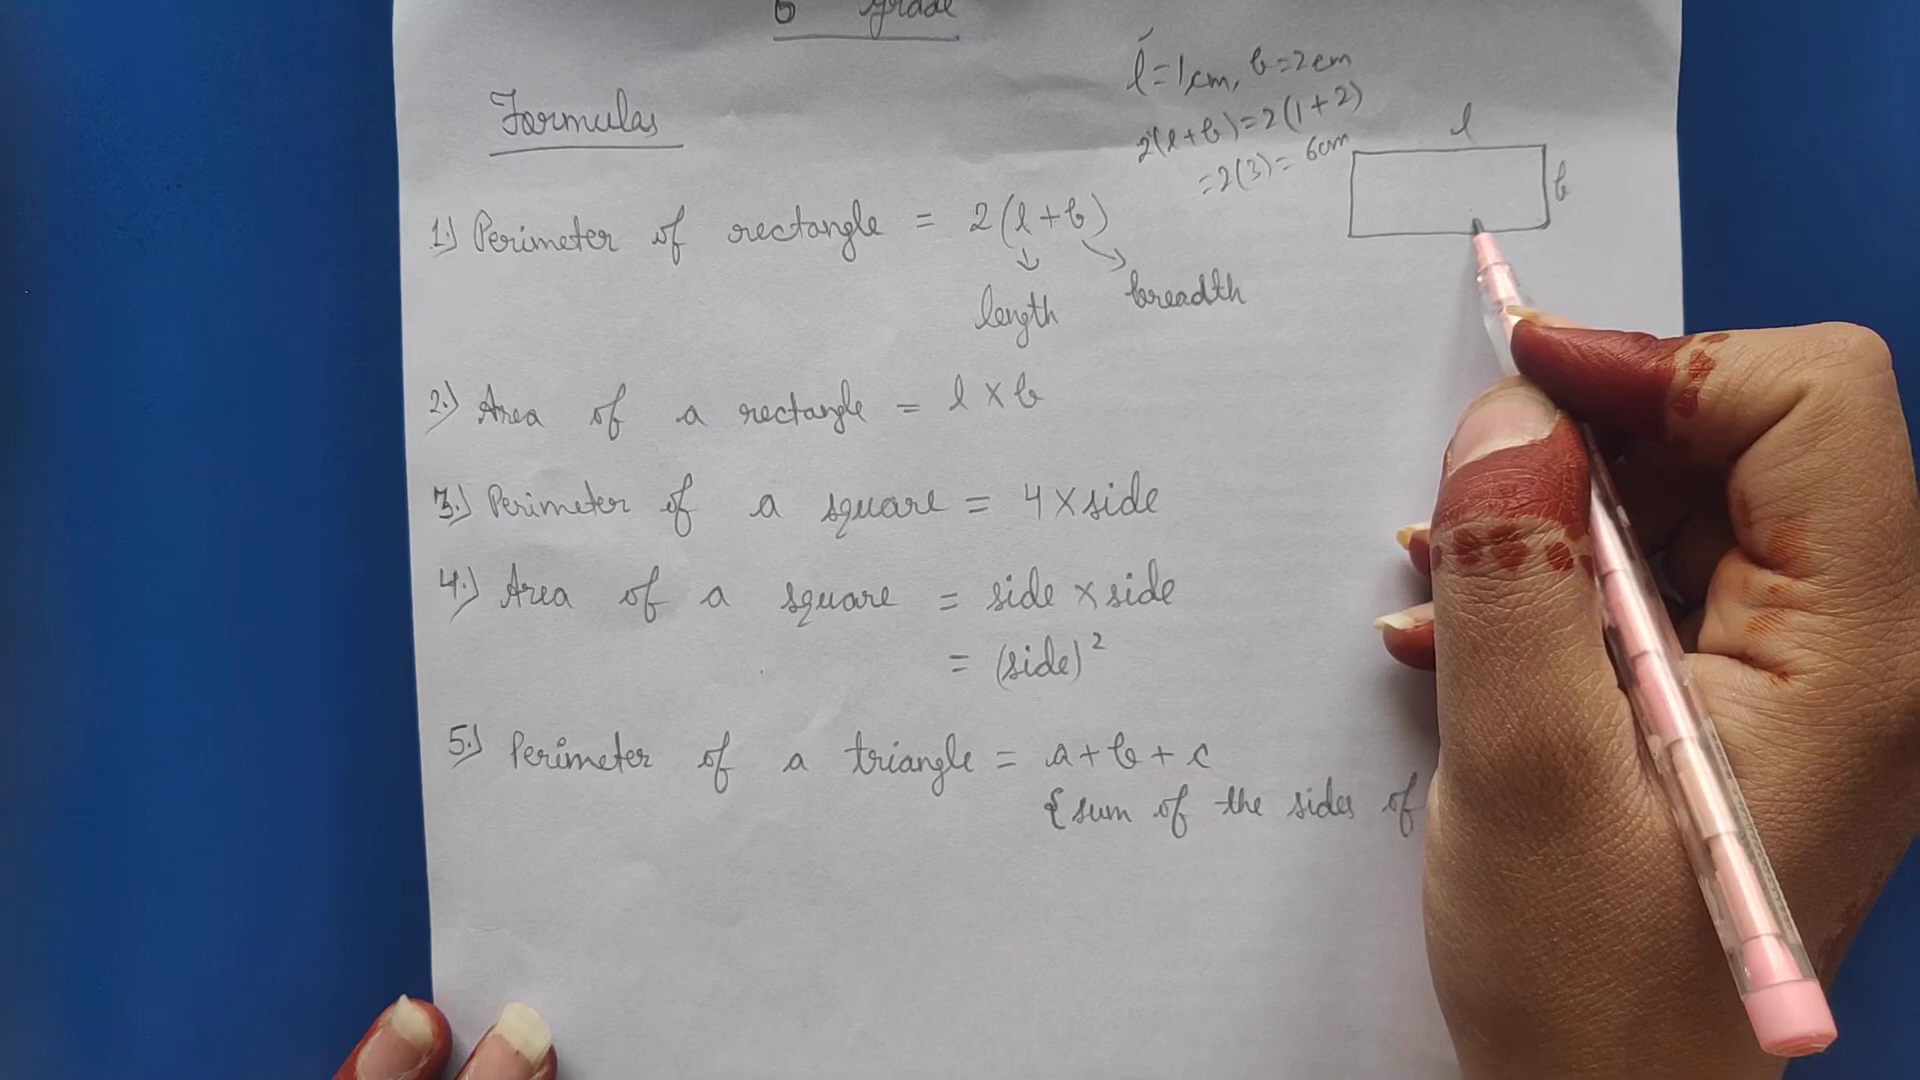 6 grade
Formulas
l=1cm, b=2cm
2(l+b)=2(1+2)
=2(3)= 6cm
l
b
1.) Perimeter of rectangle = 2(l+b)
length
breadth
2.) Area of a rectangle = l x b
3.) Perimeter of a square = 4 x side
4.) Area of a square = side x side
= (side)²
5.) Perimeter of a triangle = a+b+c
{sum of the sides of